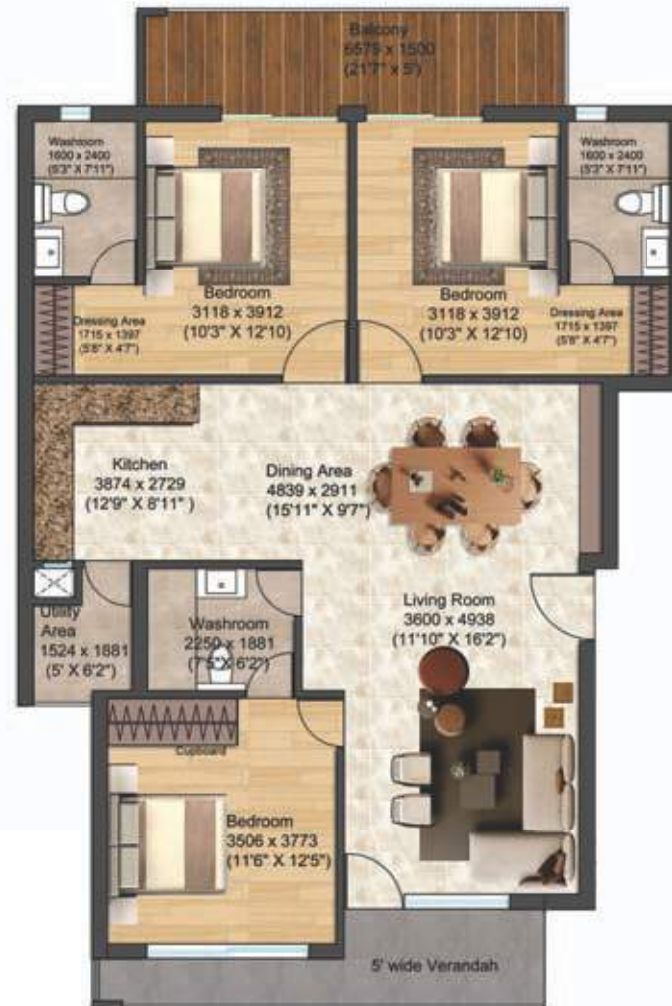 Balcony
6579 x 1500
(21'7" x 5')
Washroom
1600 x 2400
(5'3" X 7'11")
Washroom
1600 x 2400
(5'3" X 7'11")
Bedroom
3118 x 3912
(10'3" X 12'10)
Bedroom
3118 x 3912
(10'3" X 12'10)
Dressing Area
1715 x 1397
(5'8" X 4'7")
Dressing Area
1715 x 1397
(5'8" X 4'7")
Kitchen
3874 x 2729
(12'9" X 8'11" )
Dining Area
4839 x 2911
(15'11" X 9'7")
Utility
Area
1524 x 1881
(5' X 6'2")
Washroom
2250 x 1881
(7'5" X 6'2")
Living Room
3600 x 4938
(11'10" X 16'2")
Cupboard
Bedroom
3506 x 3773
(11'6" X 12'5")
5' wide Verandah